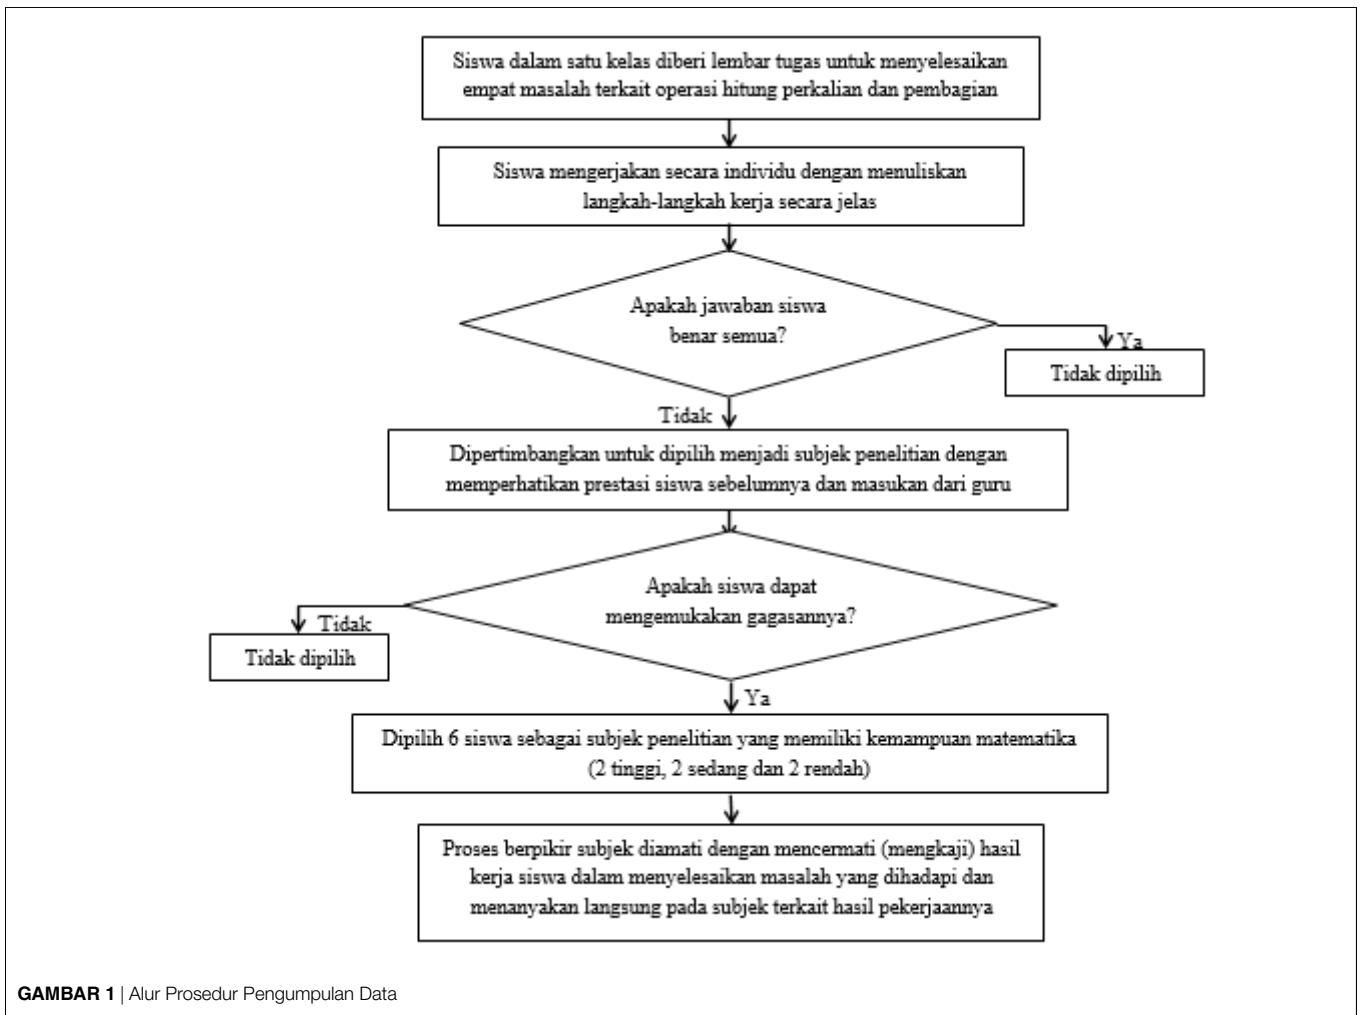 Siswa dalam satu kelas diberi lembar tugas untuk menyelesaikan
empat masalah terkait operasi hitung perkalian dan pembagian
Siswa mengerjakan secara individu dengan menuliskan
langkah-langkah kerja secara jelas
Apakah jawaban siswa
benar semua?
Ya
Tidak dipilih
Tidak
Dipertimbangkan untuk dipilih menjadi subjek penelitian dengan
memperhatikan prestasi siswa sebelumnya dan masukan dari guru
Apakah siswa dapat
mengemukakan gagasannya?
Tidak
Tidak dipilih
Ya
Dipilih 6 siswa sebagai subjek penelitian yang memiliki kemampuan matematika
(2 tinggi, 2 sedang dan 2 rendah)
Proses berpikir subjek diamati dengan mencermati (mengkaji) hasil
kerja siswa dalam menyelesaikan masalah yang dihadapi dan
menanyakan langsung pada subjek terkait hasil pekerjaannya
GAMBAR 1 | Alur Prosedur Pengumpulan Data